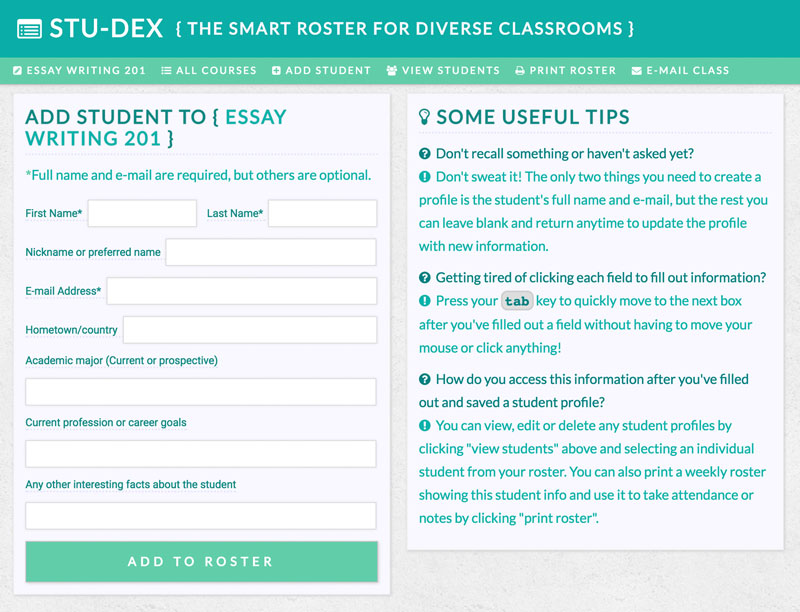 STU-DEX { THE SMART ROSTER FOR DIVERSE CLASSROOMS }
ESSAY WRITING 201 ALL COURSES ADD STUDENT VIEW STUDENTS PRINT ROSTER E-MAIL CLASS
ADD STUDENT TO { ESSAY
WRITING 201 }
*Full name and e-mail are required, but others are optional.
First Name* Last Name*
Nickname or preferred name
E-mail Address*
Hometown/country
Academic major (Current or prospective)
Current profession or career goals
Any other interesting facts about the student
ADD TO ROSTER
SOME USEFUL TIPS
Don't recall something or haven't asked yet?
Don't sweat it! The only two things you need to create a
profile is the student's full name and e-mail, but the rest you
can leave blank and return anytime to update the profile
with new information.
Getting tired of clicking each field to fill out information?
Press your tab key to quickly move to the next box
after you've filled out a field without having to move your
mouse or click anything!
How do you access this information after you've filled
out and saved a student profile?
You can view, edit or delete any student profiles by
clicking "view students" above and selecting an individual
student from your roster. You can also print a weekly roster
showing this student info and use it to take attendance or
notes by clicking "print roster".